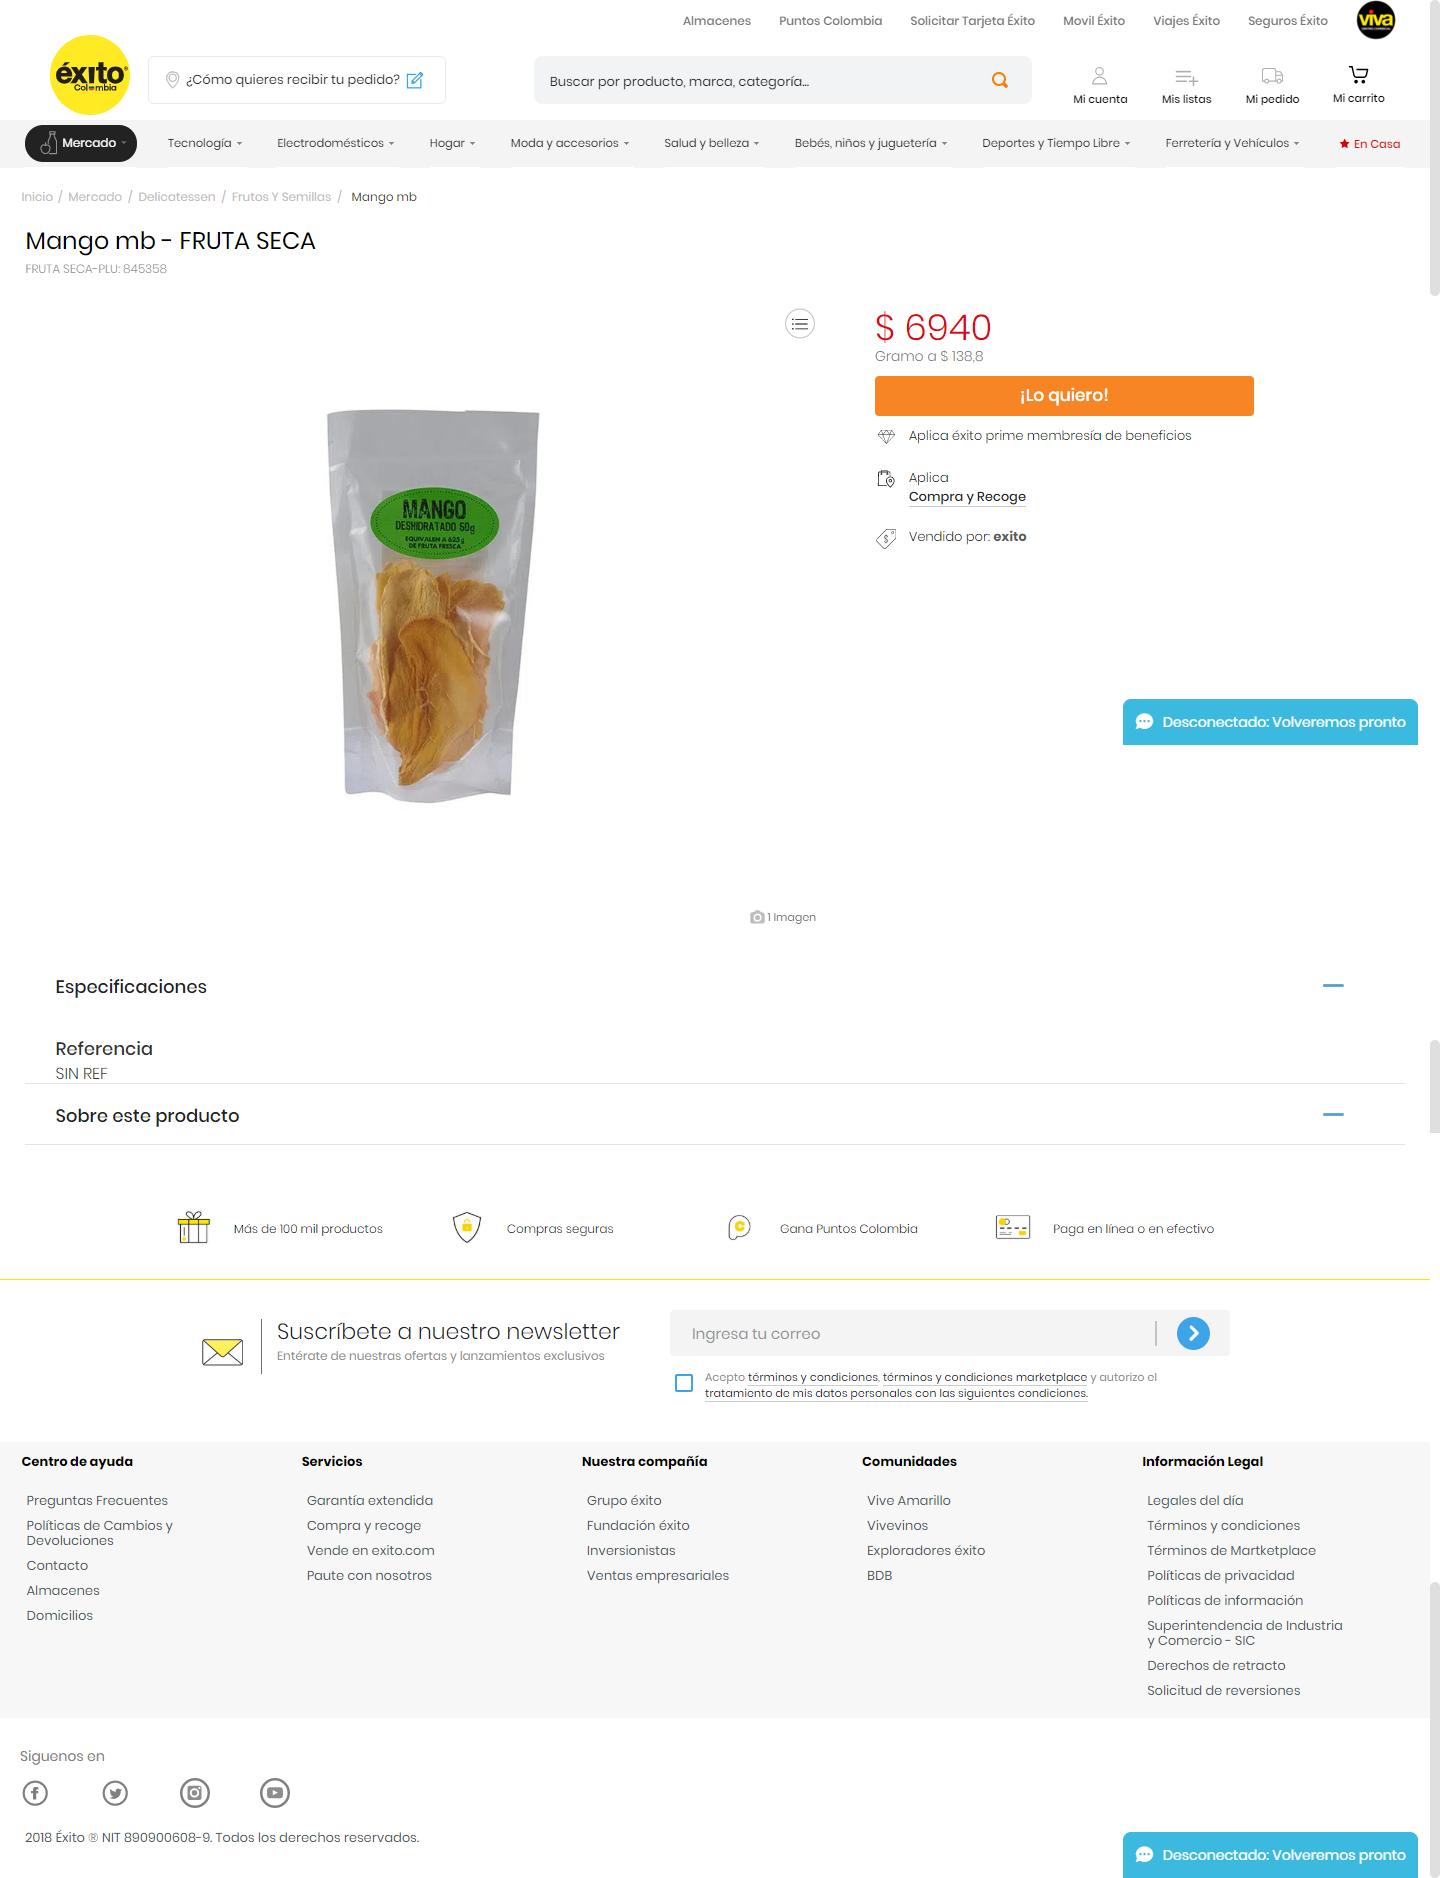 Almacenes Puntos Colombia Solicitar Tarjeta Éxito Movil Éxito Viajes Éxito Seguros Éxito viva
éxito
Colombia
¿Cómo quieres recibir tu pedido?
Buscar por producto, marca, categoría...
Mi cuenta Mis listas Mi pedido Mi carrito
Mercado Tecnología Electrodomésticos Hogar Moda y accesorios Salud y belleza Bebés, niños y juguetería Deportes y Tiempo Libre Ferretería y Vehículos En Casa
Inicio / Mercado / Delicatessen / Frutos Y Semillas / Mango mb
Mango mb - FRUTA SECA
FRUTA SECA-PLU: 845358
$ 6940
Gramo a $ 138,8
¡Lo quiero!
Aplica éxito prime membresía de beneficios
Aplica
Compra y Recoge
Vendido por: exito
MANGO
DESHIDRATADO 50g
EQUIVALEN A 625 g
DE FRUTA FRESCA
Desconectado: Volveremos pronto
1 Imagen
Especificaciones
Referencia
SIN REF
Sobre este producto
Más de 100 mil productos
Compras seguras
Gana Puntos Colombia
Paga en línea o en efectivo
Suscríbete a nuestro newsletter
Entérate de nuestras ofertas y lanzamientos exclusivos
Ingresa tu correo
Acepto términos y condiciones, términos y condiciones marketplace y autorizo el
tratamiento de mis datos personales con las siguientes condiciones.
Centro de ayuda
Preguntas Frecuentes
Políticas de Cambios y
Devoluciones
Contacto
Almacenes
Domicilios
Servicios
Garantía extendida
Compra y recoge
Vende en exito.com
Paute con nosotros
Nuestra compañía
Grupo éxito
Fundación éxito
Inversionistas
Ventas empresariales
Comunidades
Vive Amarillo
Vivevinos
Exploradores éxito
BDB
Información Legal
Legales del día
Términos y condiciones
Términos de Martketplace
Políticas de privacidad
Políticas de información
Superintendencia de Industria
y Comercio - SIC
Derechos de retracto
Solicitud de reversiones
Siguenos en
2018 Éxito ® NIT 890900608-9. Todos los derechos reservados.
Desconectado: Volveremos pronto